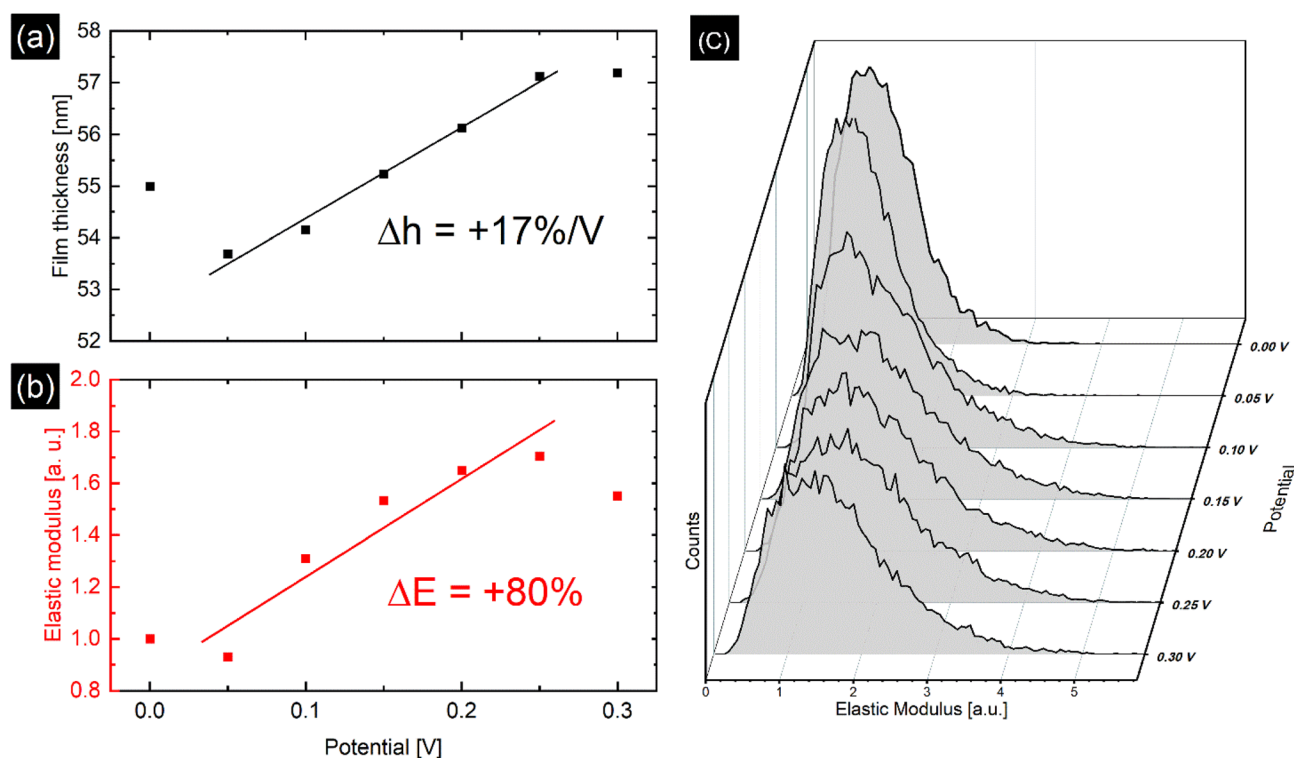 (a)
58
57
56
55
54
53
52
Film thickness [nm]
Δh = +17%/V
(b)
2.0
1.8
1.6
1.4
1.2
1.0
0.8
Elastic modulus [a. u.]
ΔE = +80%
0.0 0.1 0.2 0.3
Potential [V]
(C)
Counts
0.00 V
0.05 V
0.10 V
0.15 V
0.20 V
0.25 V
0.30 V
Potential
0 1 2 3 4 5
Elastic Modulus [a.u.]